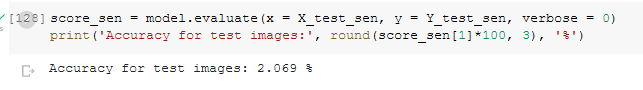 [128] score_sen = model.evaluate(x = X_test_sen, y = Y_test_sen, verbose = 0)
print('Accuracy for test images:', round(score_sen[1]*100, 3), '%')
Accuracy for test images: 2.069 %